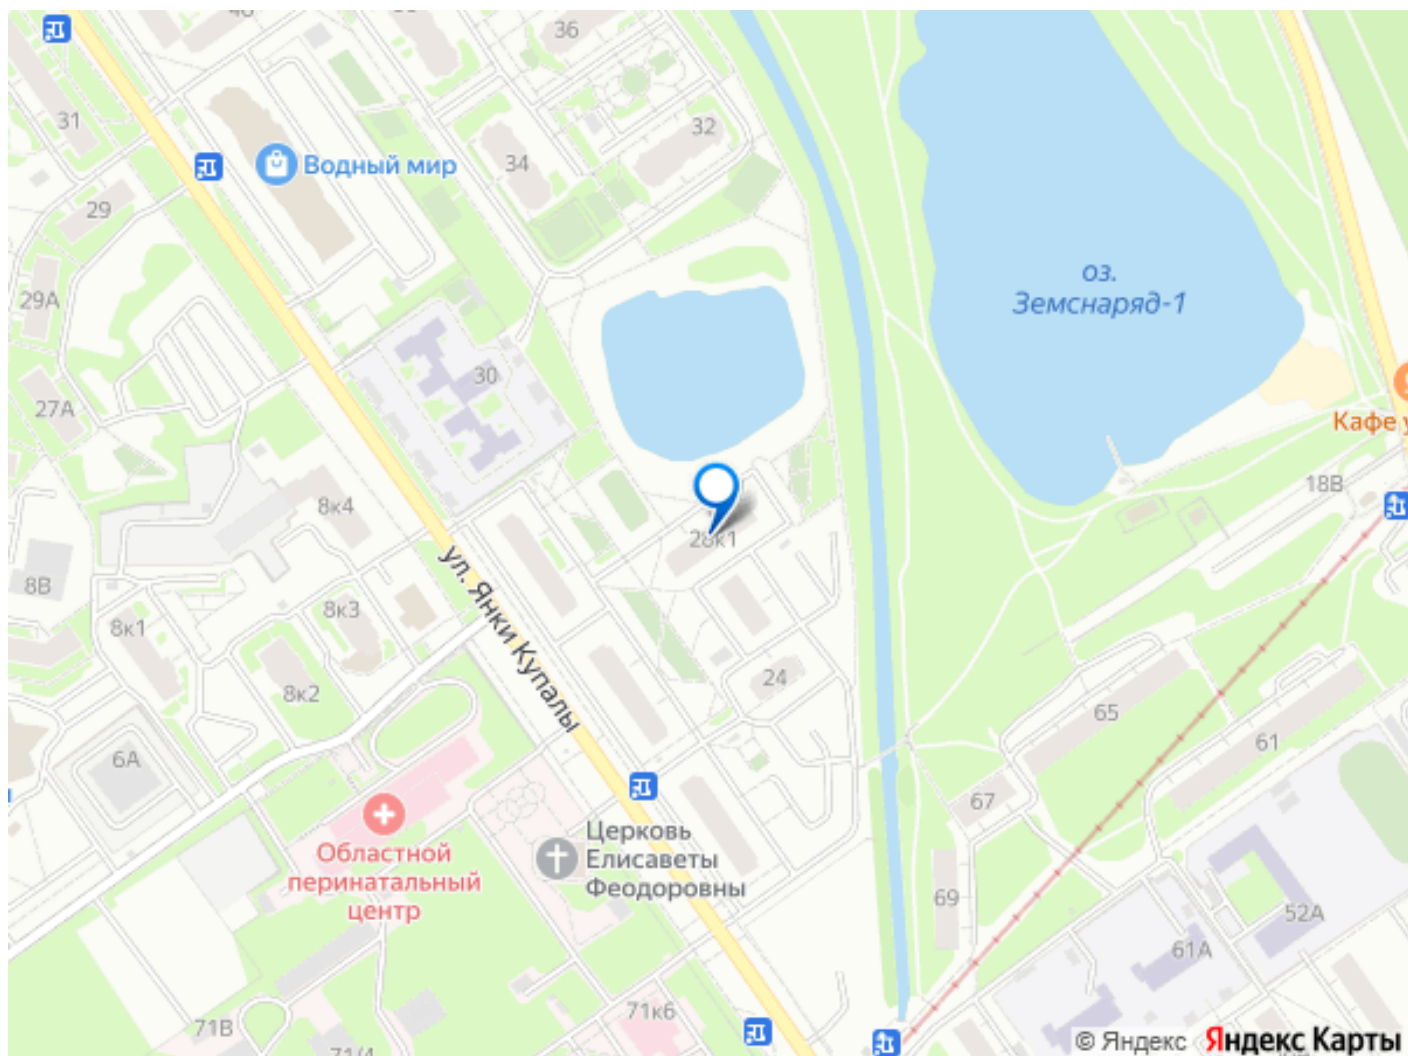 36
31
32
34
Водный мир
29
оз.
Земснаряд-1
29А
30
27А
Кафе у
18В
8к4
28к1
ул. Янки Купалы
8В
8к3
8к1
24
8к2
65
61
6А
67
Церковь
Елисаветы
Феодоровны
Областной
перинатальный
центр
69
52А
61А
71к6
71В
© Яндекс Яндекс Карты